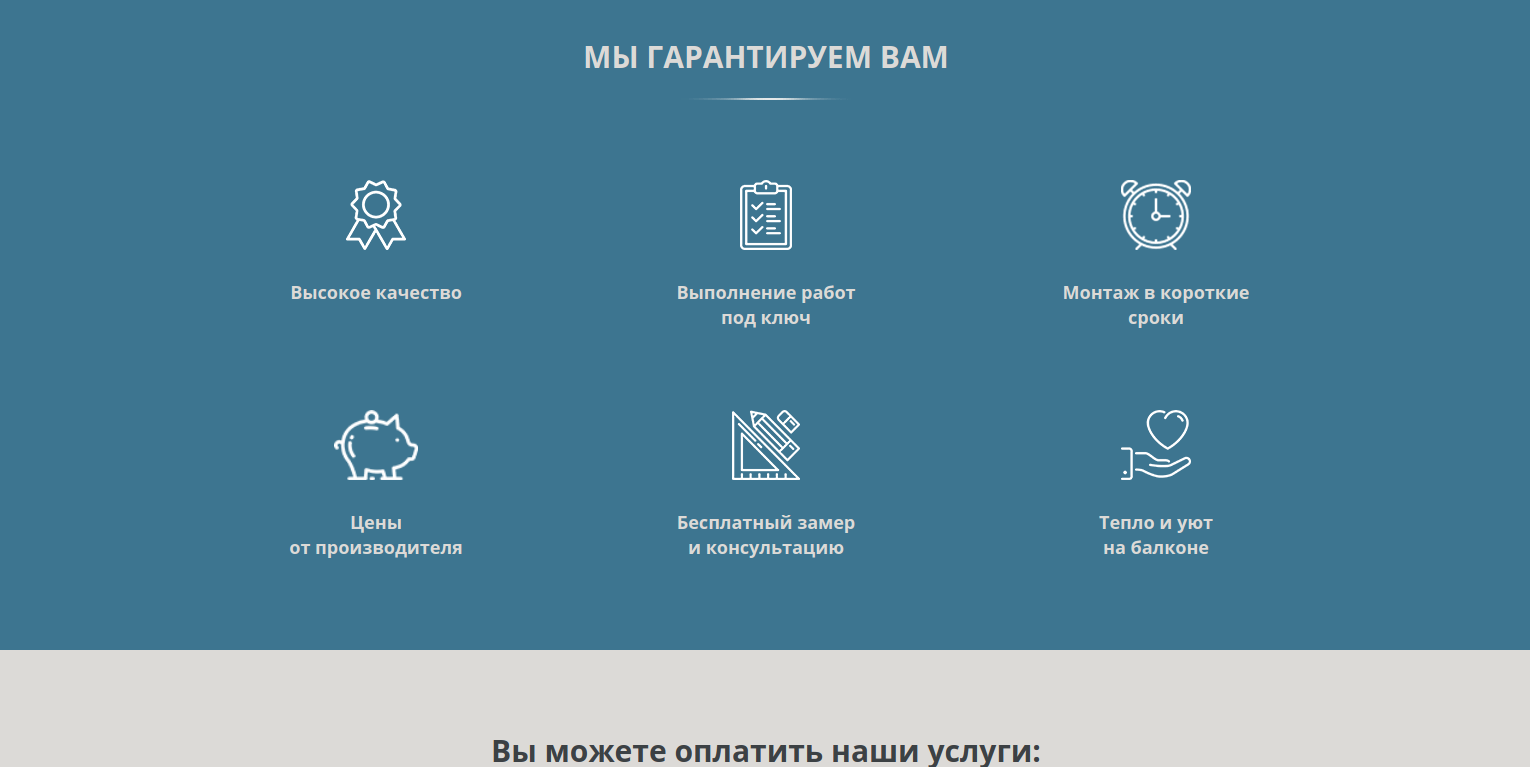 МЫ ГАРАНТИРУЕМ ВАМ
Высокое качество
Выполнение работ
под ключ
Монтаж в короткие
сроки
Цены
от производителя
Бесплатный замер
и консультацию
Тепло и уют
на балконе
Вы можете оплатить наши услуги: